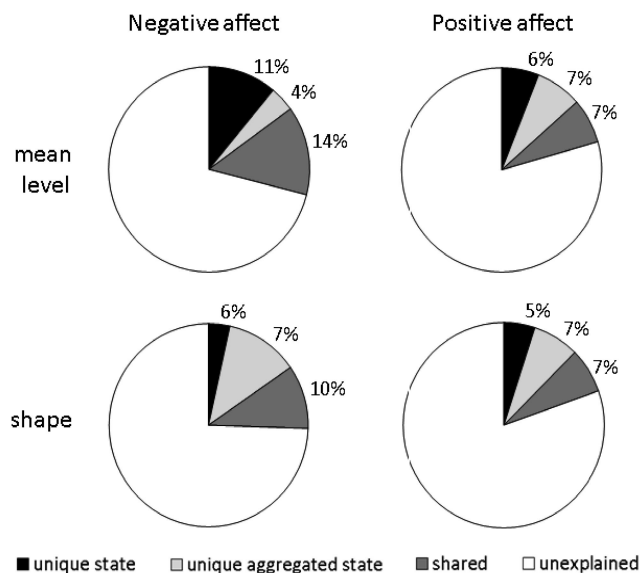 Negative affect
Positive affect
mean
level
11%
4%
14%
6%
7%
7%
shape
6%
7%
10%
5%
7%
7%
unique state
unique aggregated state
shared
unexplained